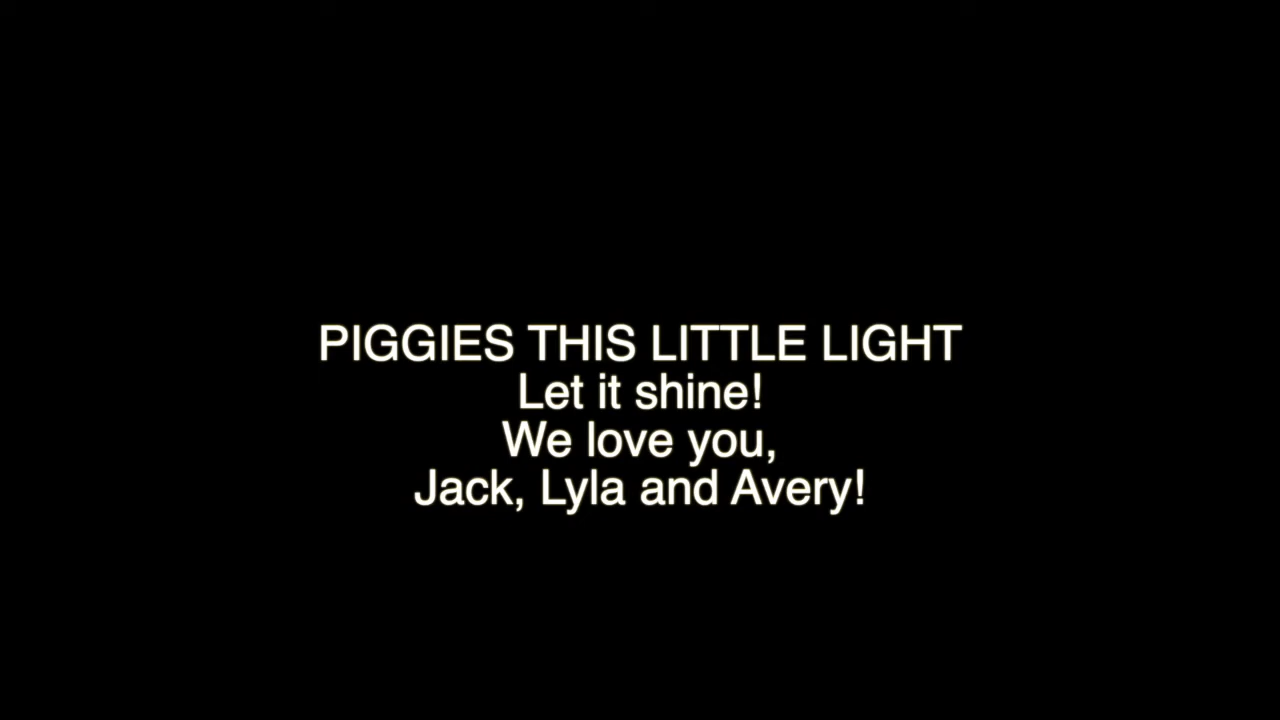 PIGGIES THIS LITTLE LIGHT
Let it shine!
We love you,
Jack, Lyla and Avery!